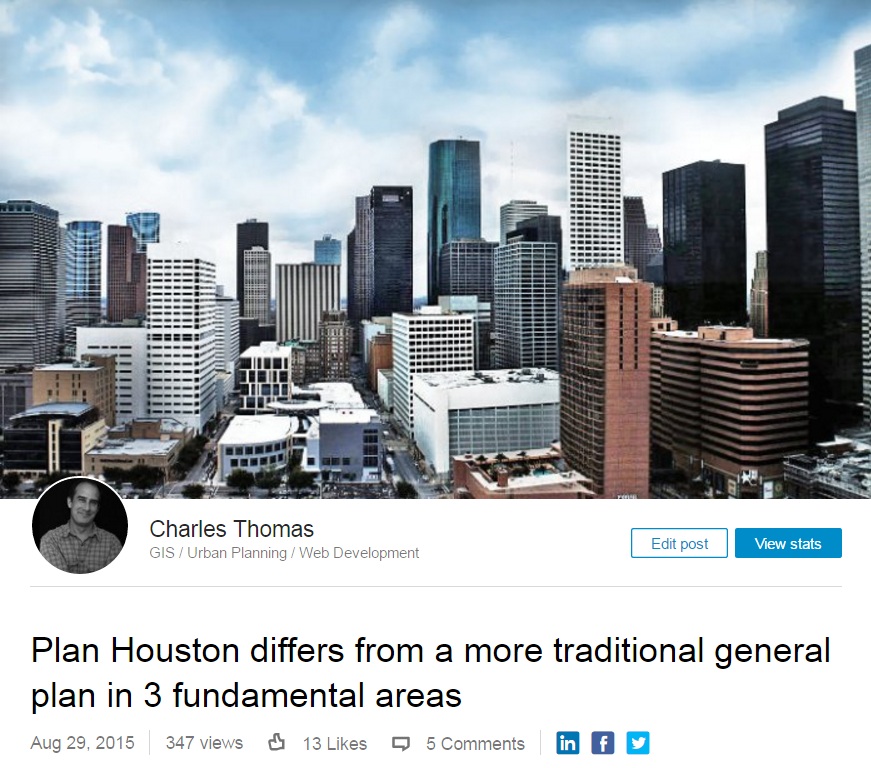 Charles Thomas
GIS / Urban Planning / Web Development
Edit post
View stats
Plan Houston differs from a more traditional general
plan in 3 fundamental areas
Aug 29, 2015
347 views
13 Likes
5 Comments
in
f